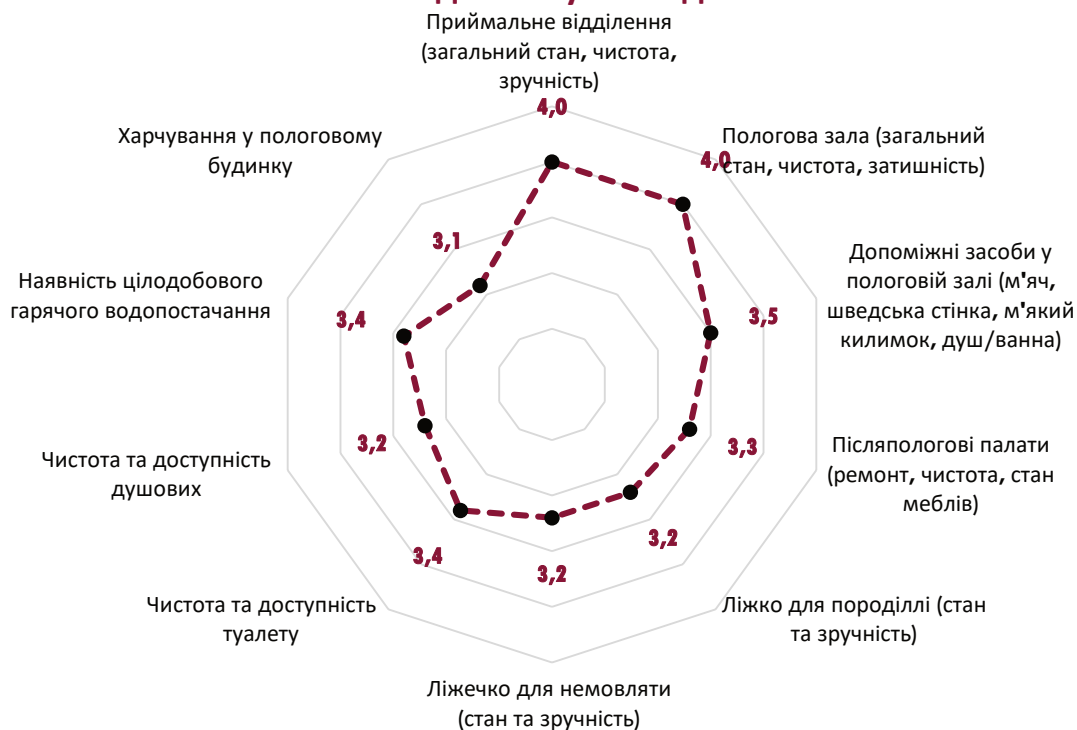 Приймальне відділення
(загальний стан, чистота,
зручність)
4,0
Пологова зала (загальний
стан, чистота, затишність)
4,0
Допоміжні засоби у
пологовій залі (м'яч,
шведська стінка, м'який
килимок, душ/ванна)
3,5
Післяпологові палати
(ремонт, чистота, стан
меблів)
3,3
Ліжко для породіллі (стан
та зручність)
3,2
Ліжечко для немовляти
(стан та зручність)
3,2
Чистота та доступність
туалету
3,4
Чистота та доступність
душових
3,2
Наявність цілодобового
гарячого водопостачання
3,4
Харчування у пологовому
будинку
3,1